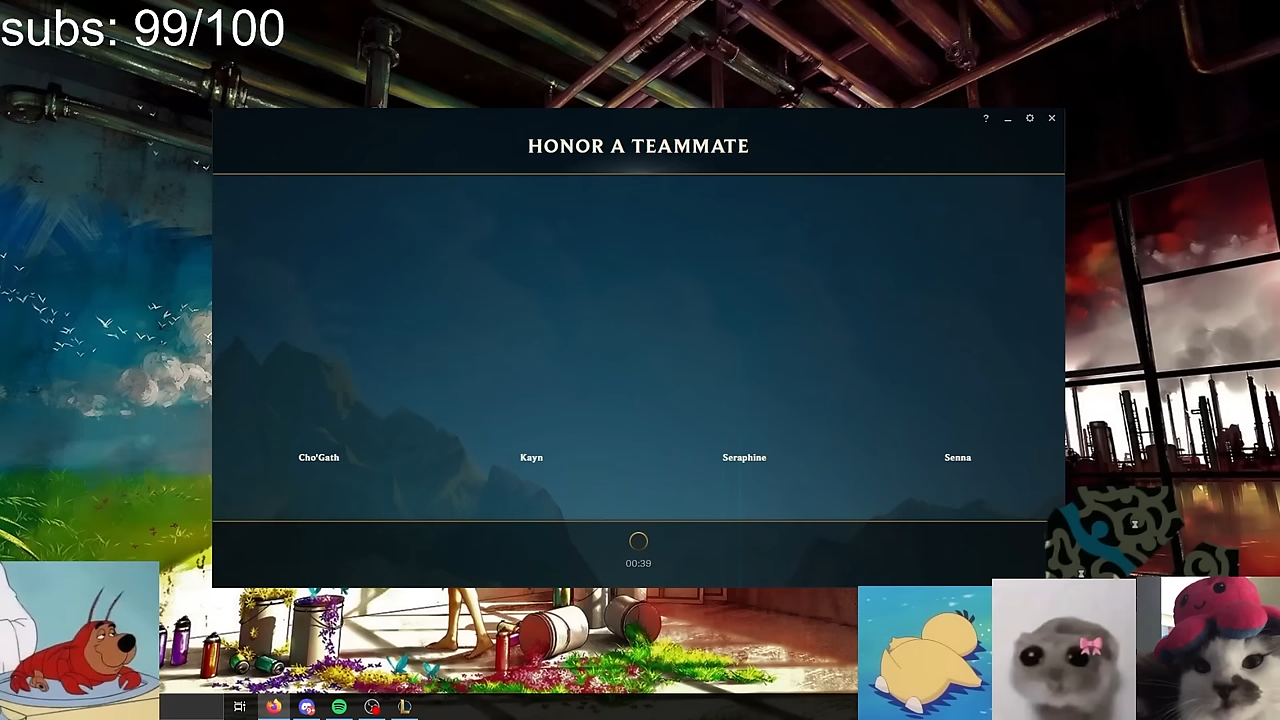 subs: 99/100
?
HONOR A TEAMMATE
Cho'Gath
Kayn
Seraphine
Senna
00:39